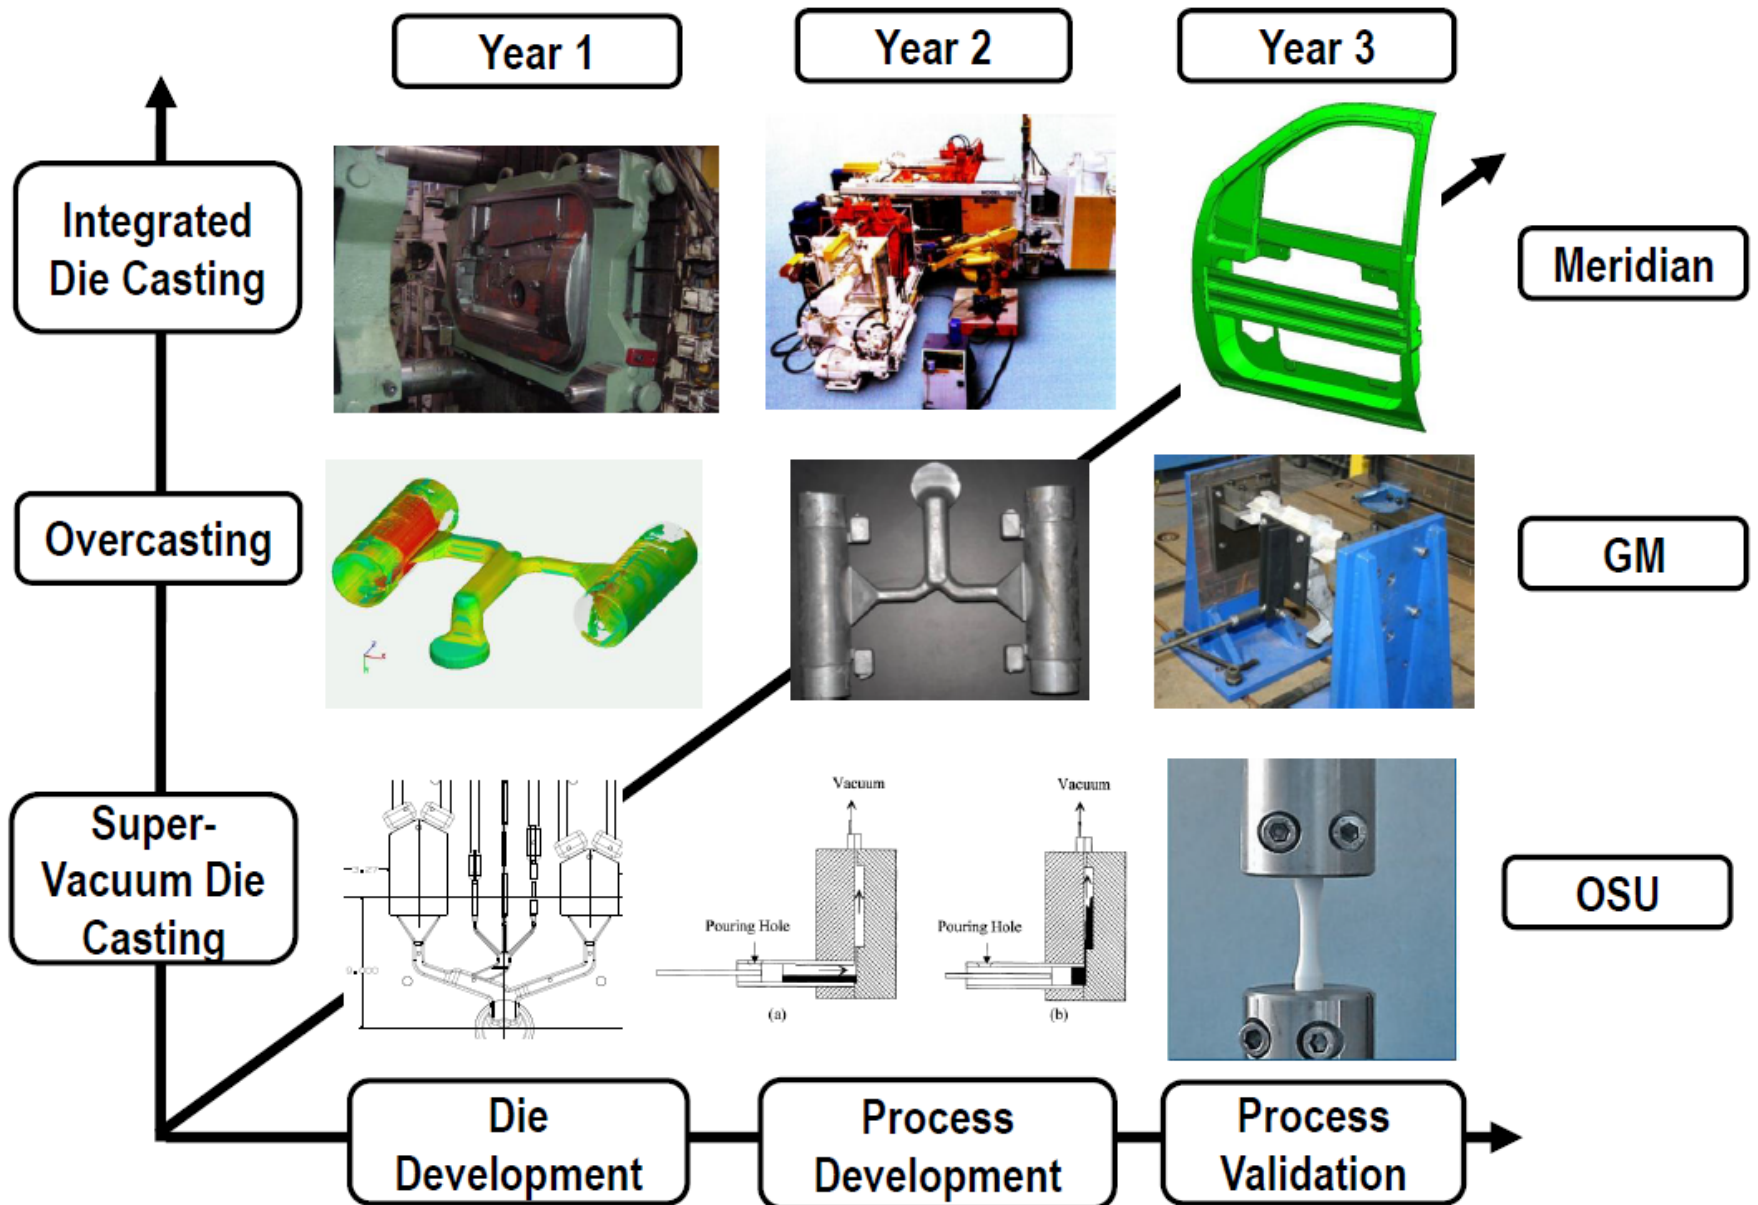 Year 1
Year 2
Year 3
Integrated
Die Casting
Meridian
Overcasting
GM
Super-
Vacuum Die
Casting
OSU
Vacuum
Vacuum
Pouring Hole
Pouring Hole
(a)
(b)
Die
Development
Process
Development
Process
Validation